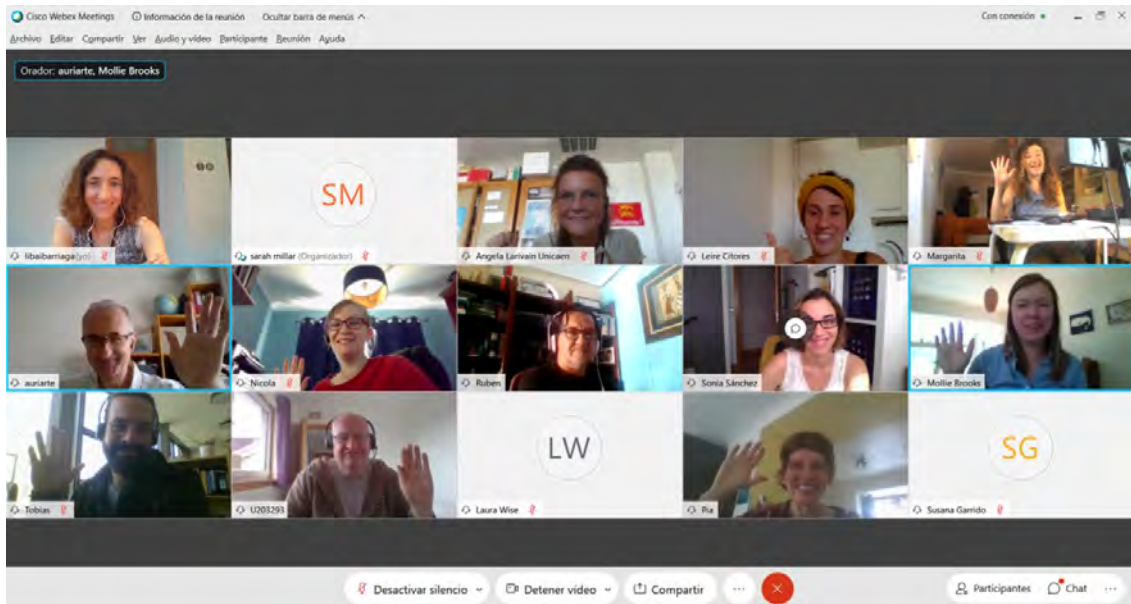 Cisco Webex Meetings Información de la reunión Ocultar barra de menús Con conexión
Archivo Editar Compartir Ver Audio y vídeo Participante Reunión Ayuda
Orador: auriarte, Mollie Brooks
SM
libaibarriaga (yo) sarah millar (Organizador) Angela Larivain Unicaen Leire Citores Margarita
auriarte Nicola Ruben Sonia Sánchez Mollie Brooks
LW SG
Tobias U203293 Laura Wise Pia Susana Garrido
Desactivar silencio Detener vídeo Compartir ... Participantes Chat ...